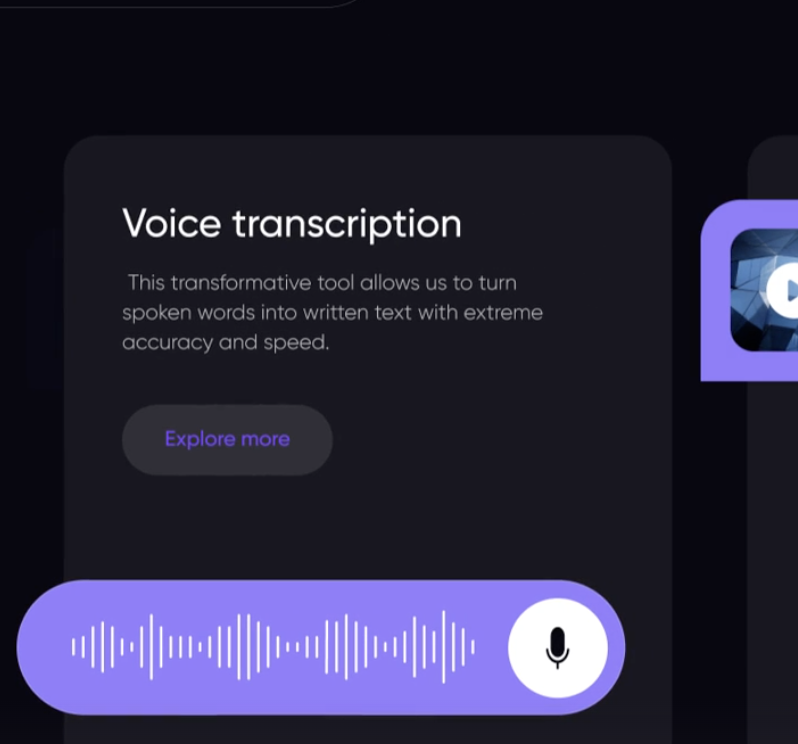 Voice transcription
This transformative tool allows us to turn
spoken words into written text with extreme
accuracy and speed.
Explore more